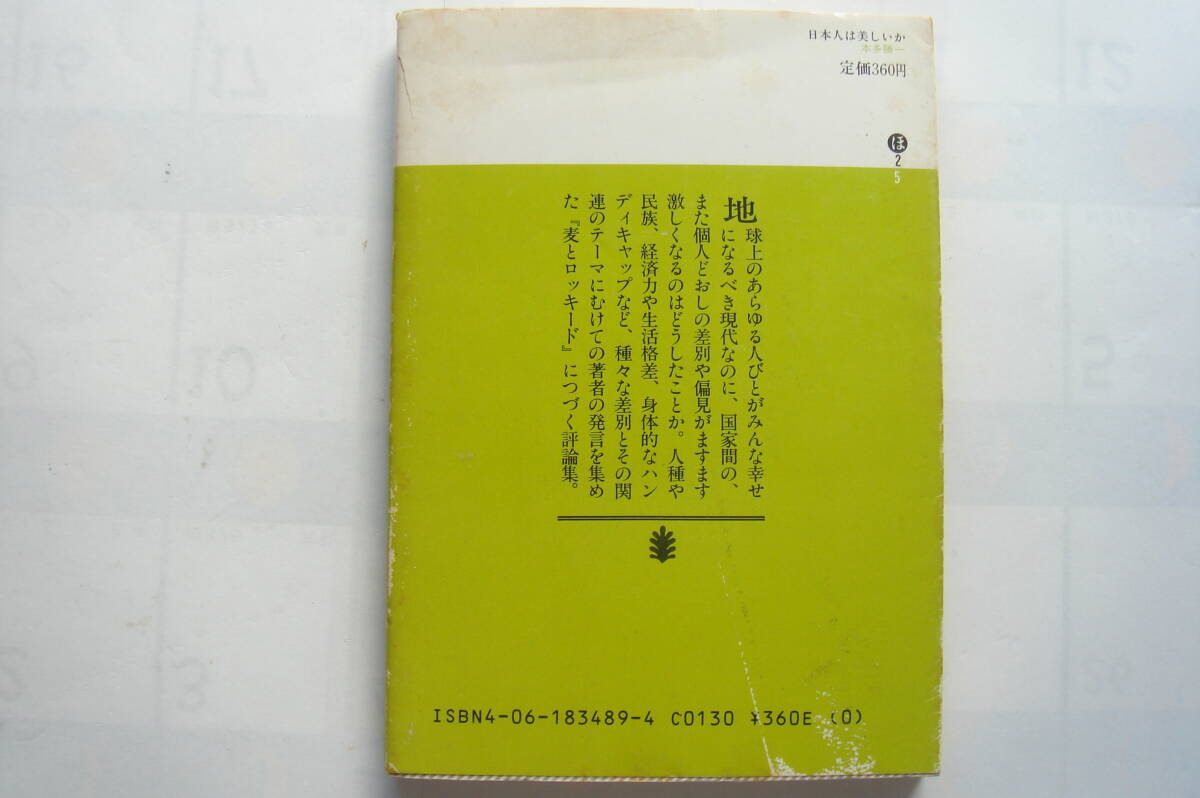 日本人は美しいか
本多勝一
定価360円
ほ
2
5
地球上のあらゆる人びとがみんな幸せ
になるべき現代なのに、国家間の、
また個人どおしの差別や偏見がますます
激しくなるのはどうしたことか。人種や
民族、経済力や生活格差、身体的なハン
ディキャップなど、種々な差別とその関
連のテーマにむけての著者の発言を集め
た『麦とロッキード』につづく評論集。
ISBN4-06-183489-4 C0130 ¥360E (0)